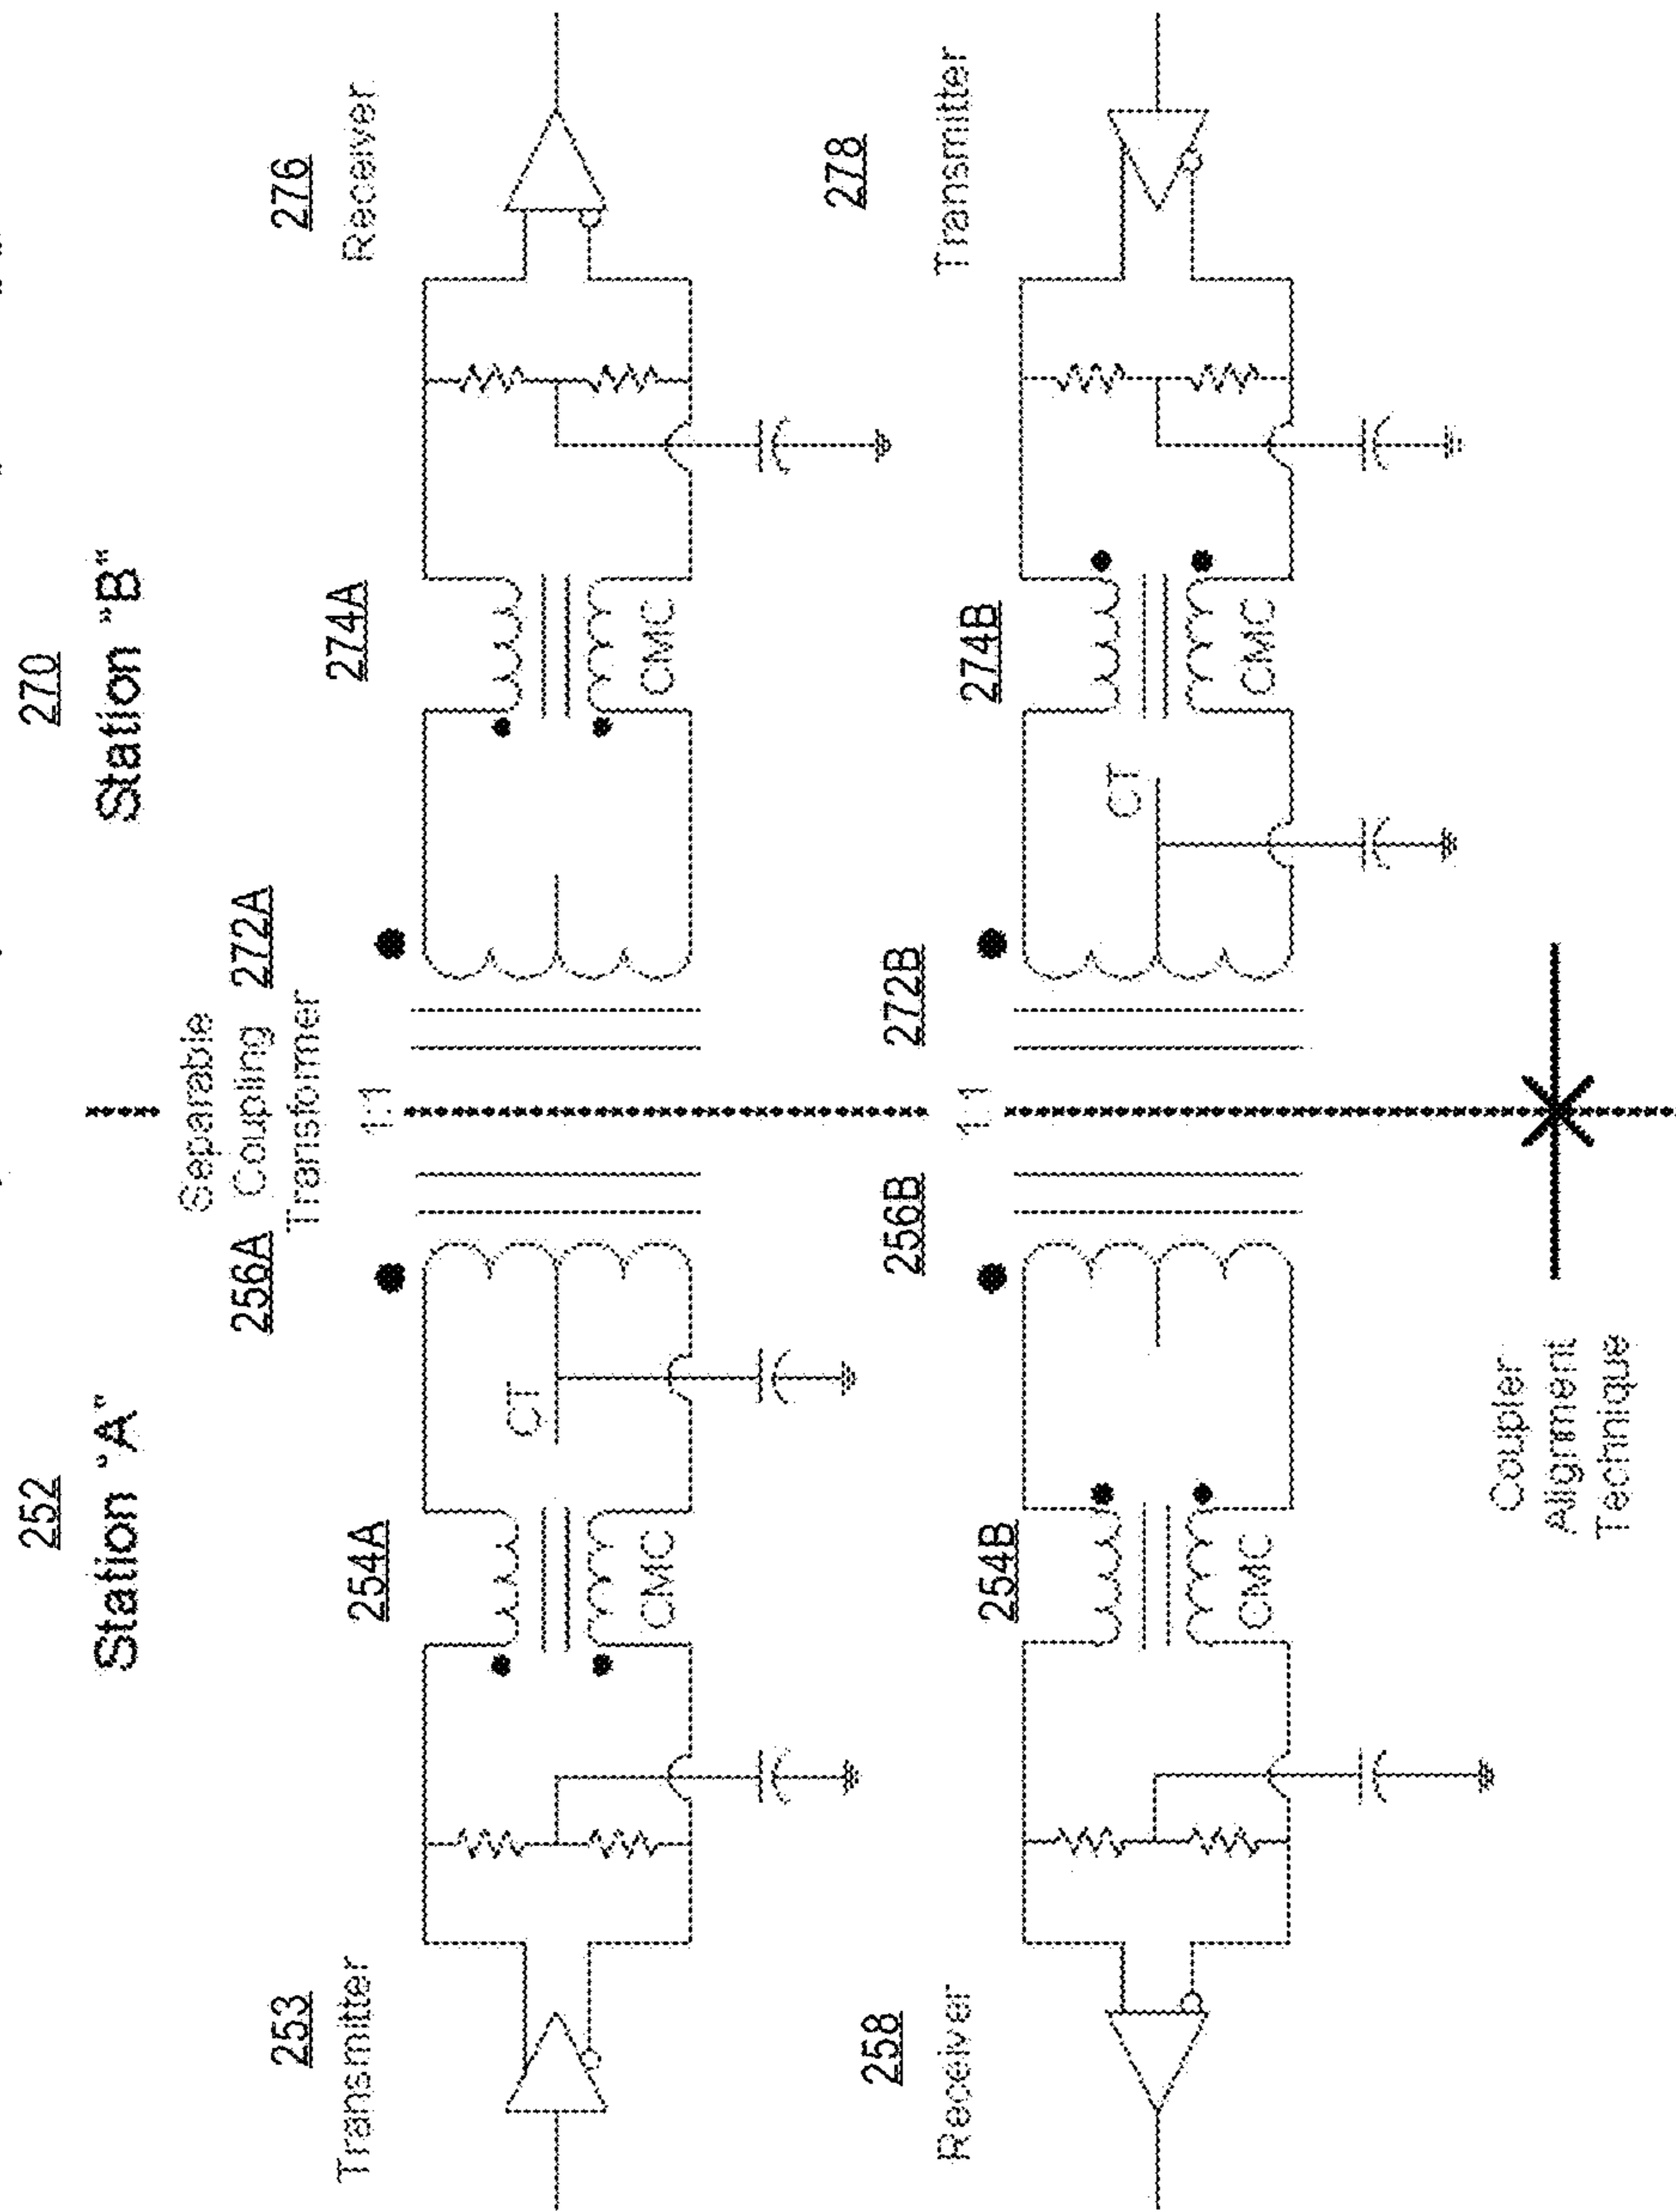 252
Station "A"
270
Station "B"
Separable
256A Coupling 272A
Transformer
253
Transmitter
254A
CMC
CT
1:1
274A
CMC
276
Receiver
258
Receiver
254B
CMC
256B
1:1
272B
CT
274B
CMC
278
Transmitter
Coupler
Alignment
Technique